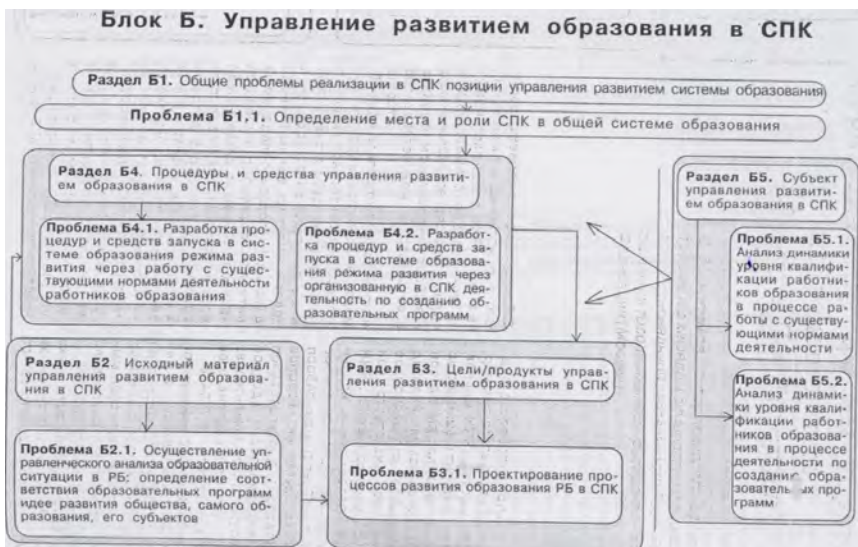 Блок Б. Управление развитием образования в СПК
Раздел Б1. Общие проблемы реализации в СПК позиции управления развитием системы образования
Проблема Б1.1. Определение места и роли СПК в общей системе образования
Раздел Б4. Процедуры и средства управления развити-
ем образования в СПК
Проблема Б4.1. Разработка про-
цедур и средств запуска в сис-
теме образования режима раз-
вития через работу с сущест-
вующими нормами деятельности
работников образования
Проблема Б4.2. Разработ-
ка процедур и средств за-
пуска в системе образова-
ния режима развития через
организованную в СПК дея-
тельность по созданию об-
разовательных программ
Раздел Б5. Субъект
управления развити-
ем образования в СПК
Проблема Б5.1.
Анализ динамики
уровня квалифи-
кации работни-
ков образования
в процессе ра-
боты с существу-
ющими нормами
деятельности
Проблема Б5.2.
Анализ динами-
ки уровня квали-
фикации работ-
ников образова-
ния в процессе
деятельности по
созданию обра-
зовательных про-
грамм
Раздел Б2. Исходный материал
управления развитием образова-
ния в СПК
Проблема Б2.1. Осуществление уп-
равленческого анализа образовательной
ситуации в РБ; определение соот-
ветствия образовательных программ
идее развития общества, самого об-
разования, его субъектов
Раздел Б3. Цели/продукты управ-
ления развитием образования в СПК
Проблема Б3.1. Проектирование про-
цессов развития образования РБ в СПК